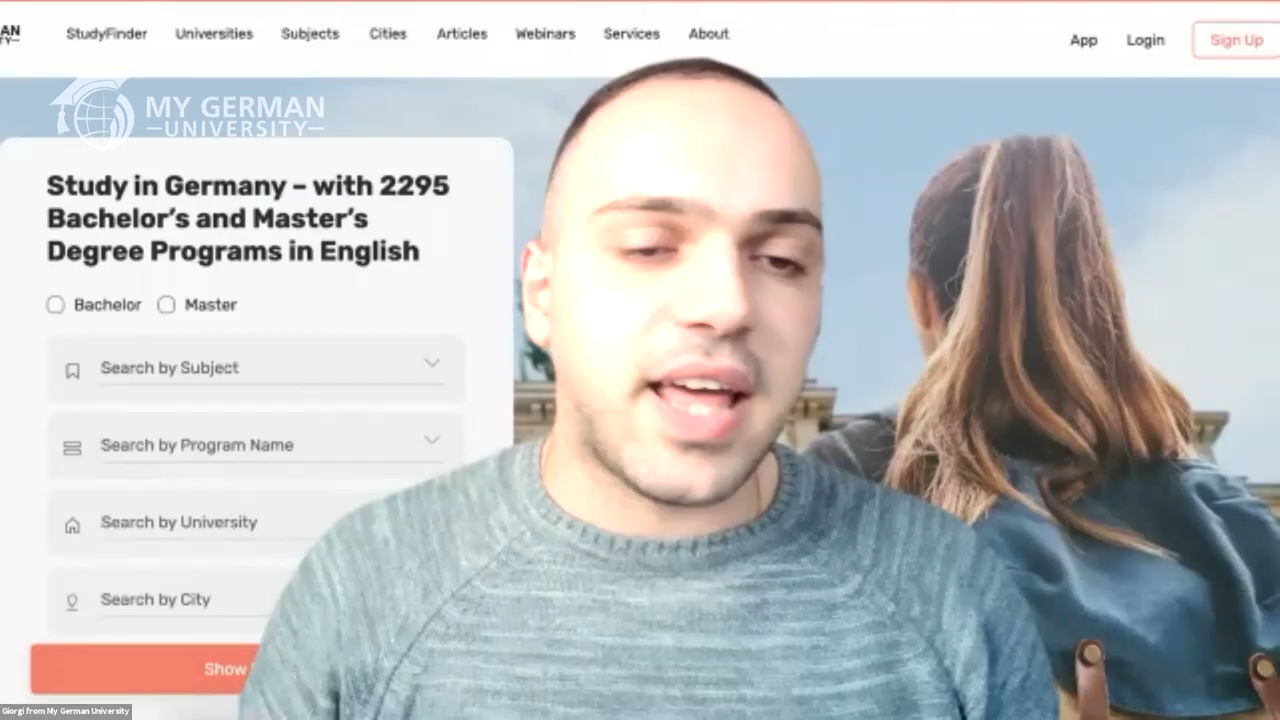 AN
TY—
StudyFinder Universities Subjects Cities Articles Webinars Services About
App Login Sign Up
MY GERMAN
—UNIVERSITY—
Study in Germany – with 2295
Bachelor's and Master's
Degree Programs in English
Bachelor Master
Search by Subject
Search by Program Name
Search by University
Search by City
Show
Giorgi from My German University